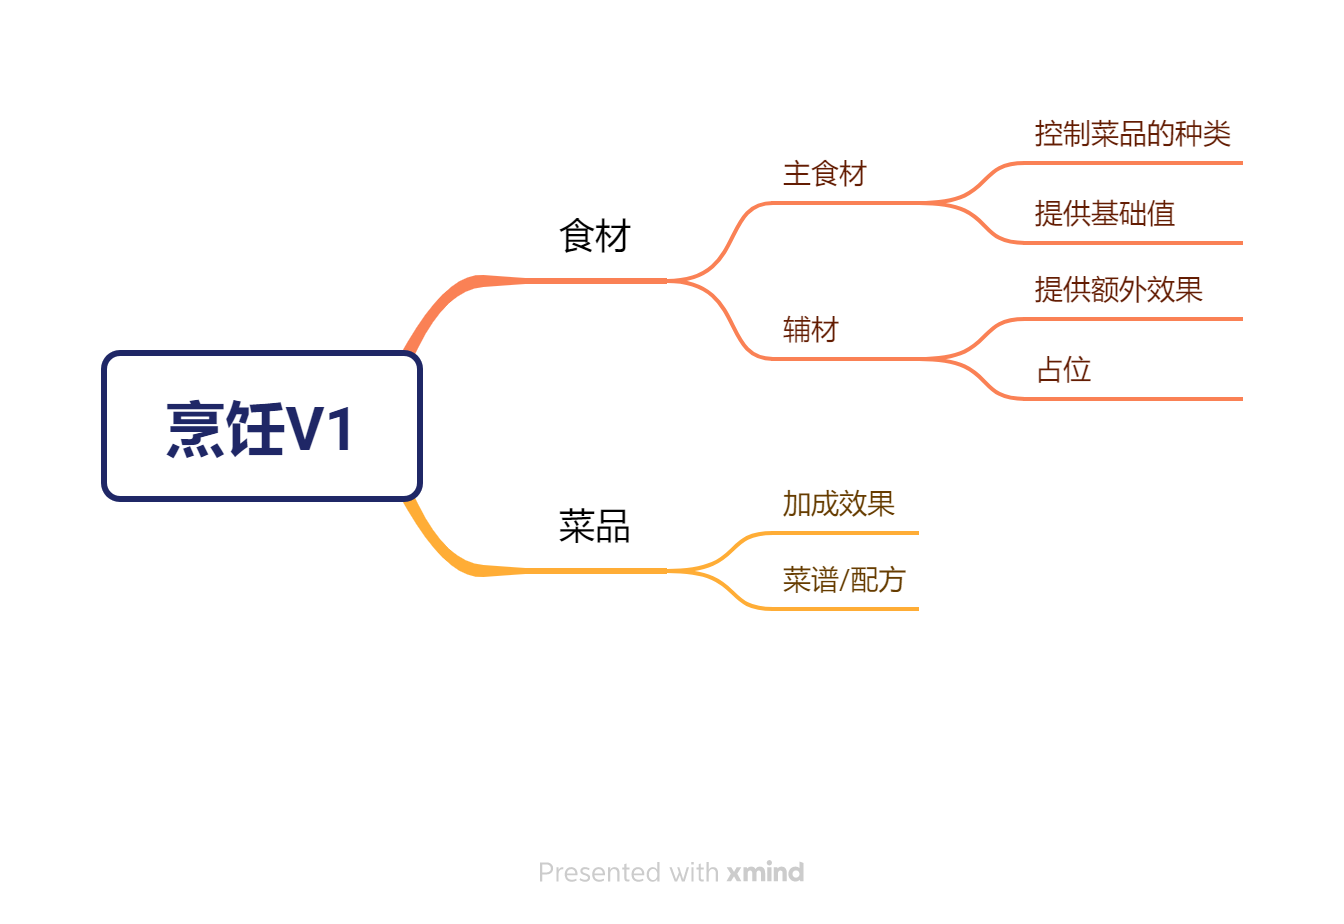 烹饪V1
食材
主食材
控制菜品的种类
提供基础值
辅材
提供额外效果
占位
菜品
加成效果
菜谱/配方
Presented with xmind